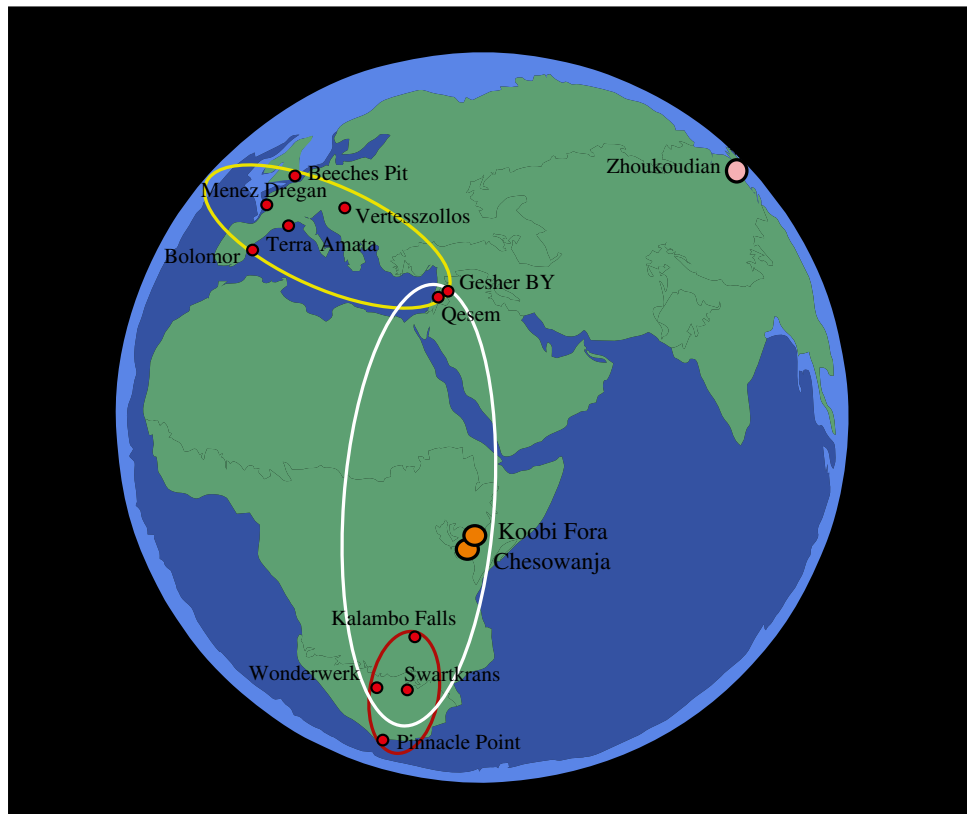 Zhoukoudian
Beeches Pit
Menez Dregan
Vertesszollos
Terra Amata
Bolomor
Gesher BY
Qesem
Koobi Fora
Chesowanja
Kalambo Falls
Wonderwerk
Swartkrans
Pinnacle Point